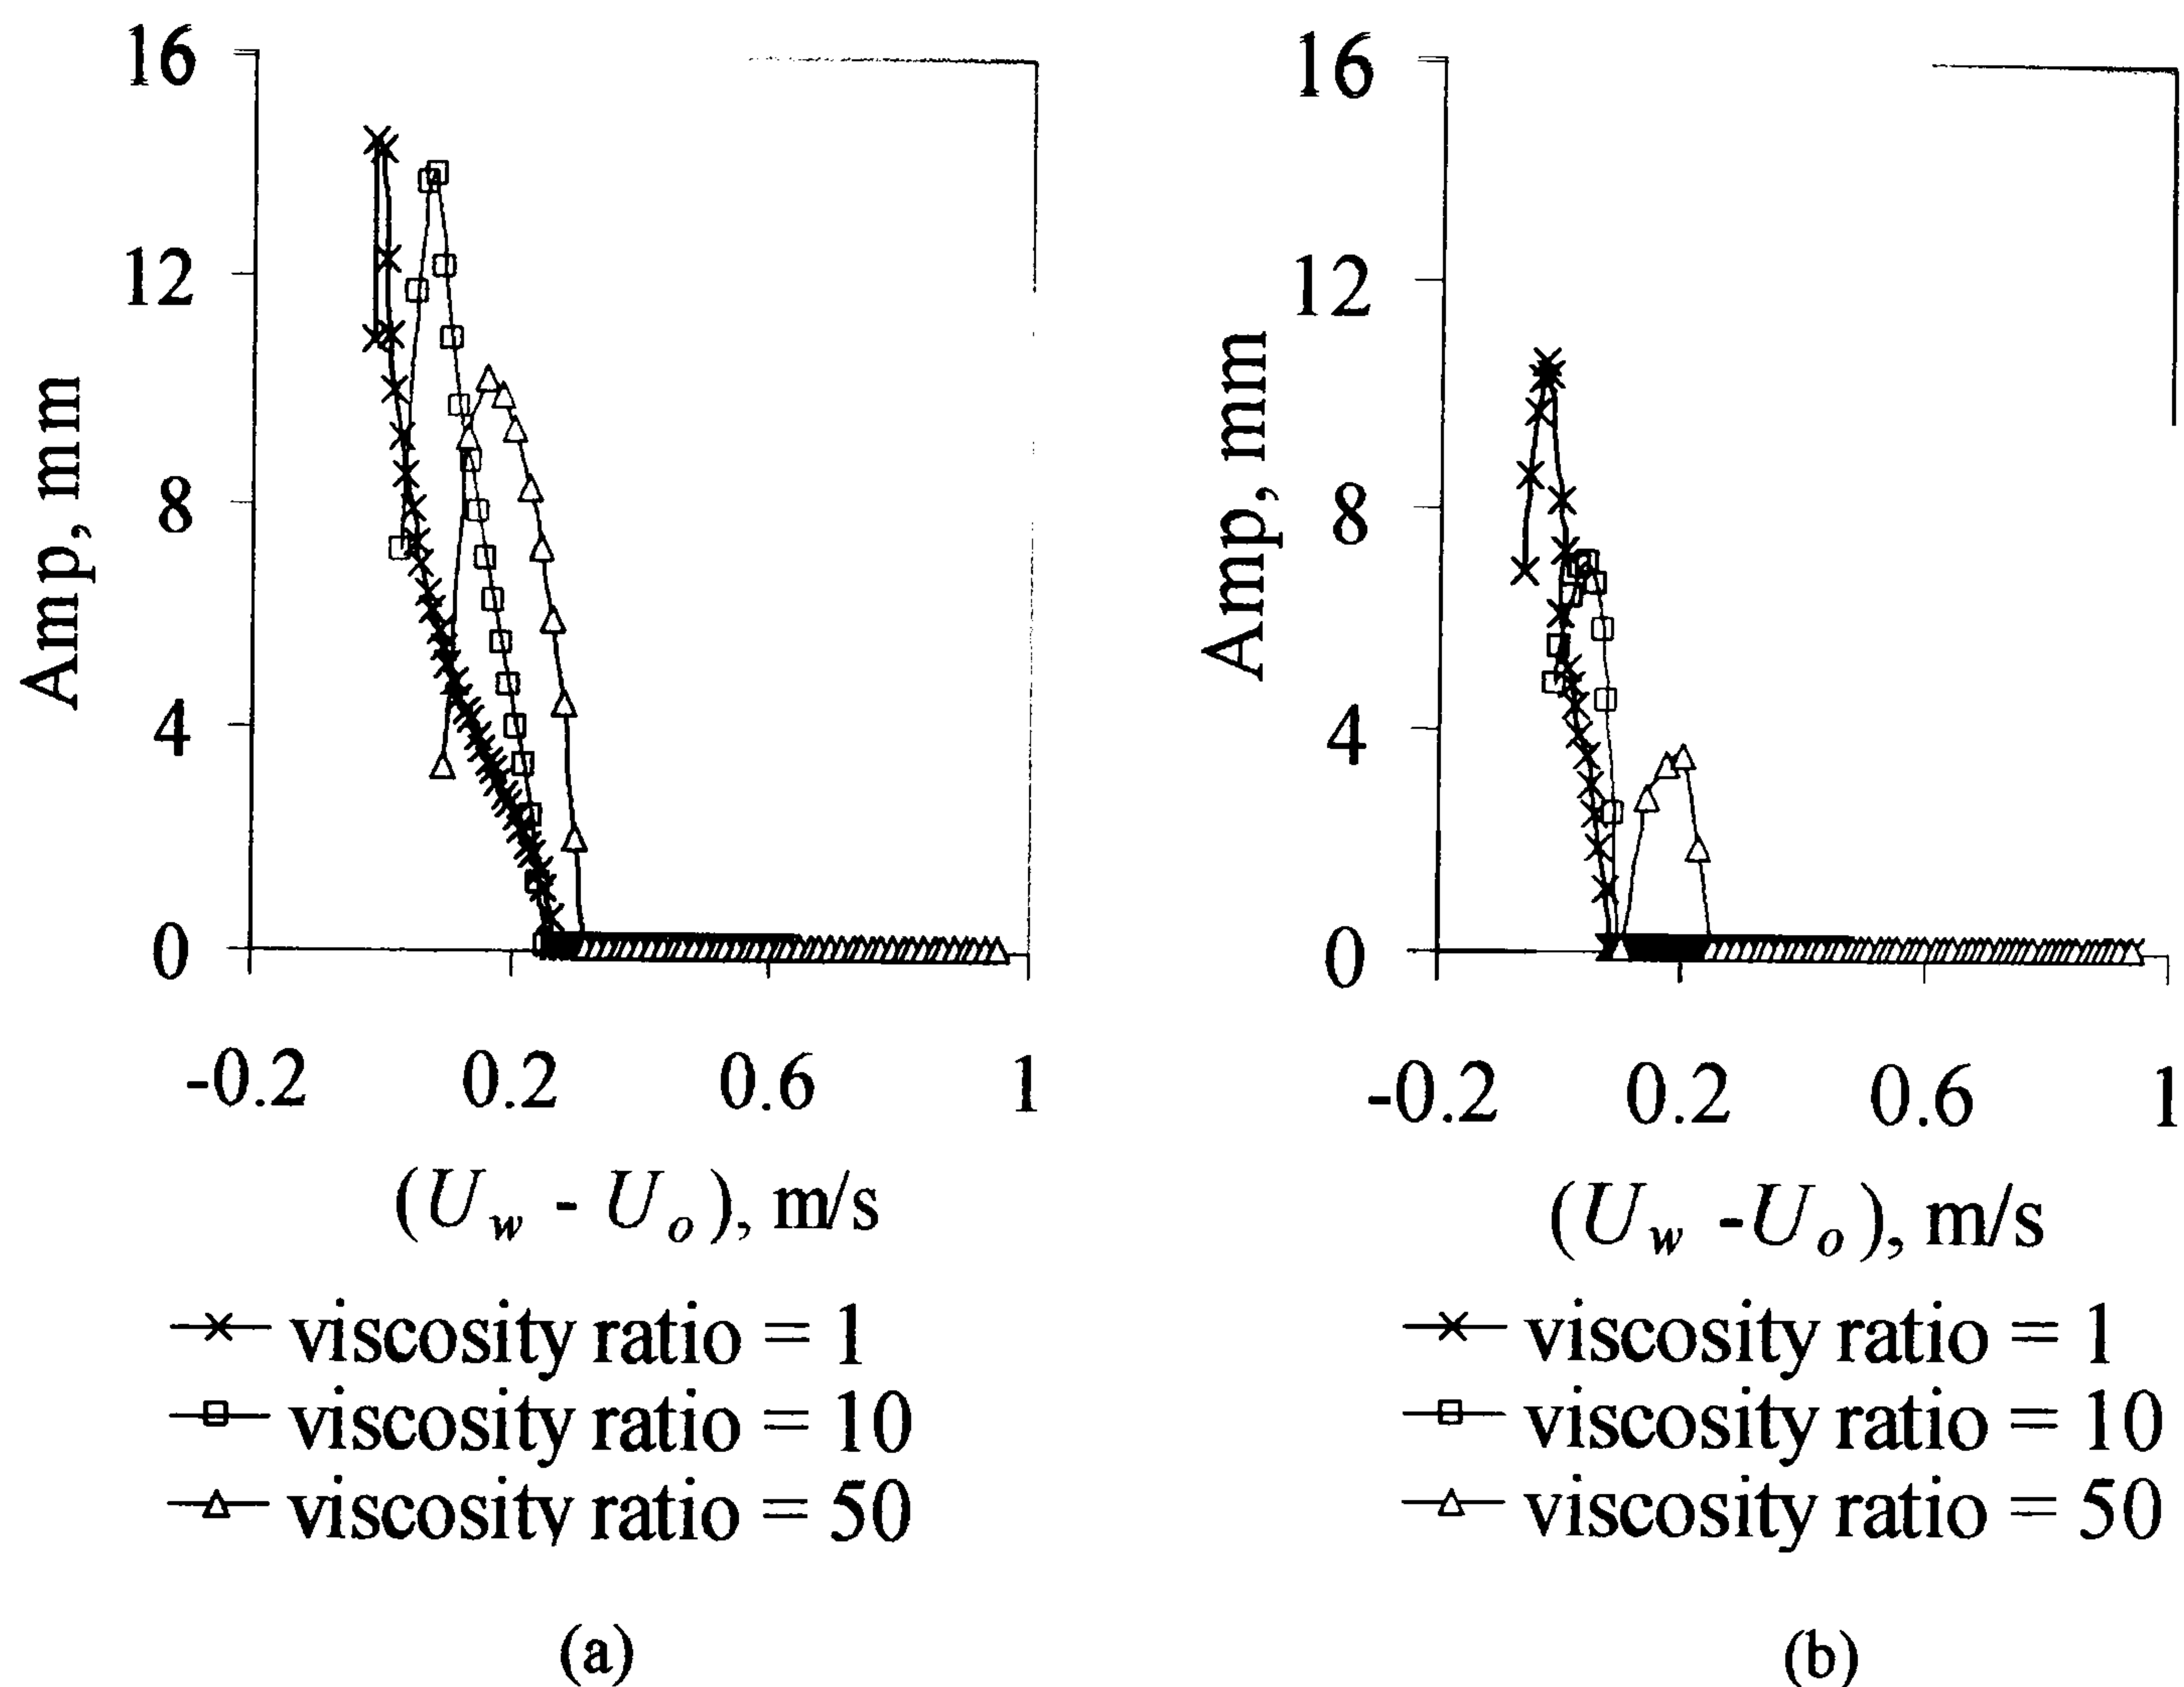 16
12
8
4
0
Amp, mm
-0.2 0.2 0.6 1
(U_w - U_o), m/s
viscosity ratio = 1
viscosity ratio = 10
viscosity ratio = 50
(a)
16
12
8
4
0
Amp, mm
-0.2 0.2 0.6 1
(U_w -U_o), m/s
viscosity ratio = 1
viscosity ratio = 10
viscosity ratio = 50
(b)